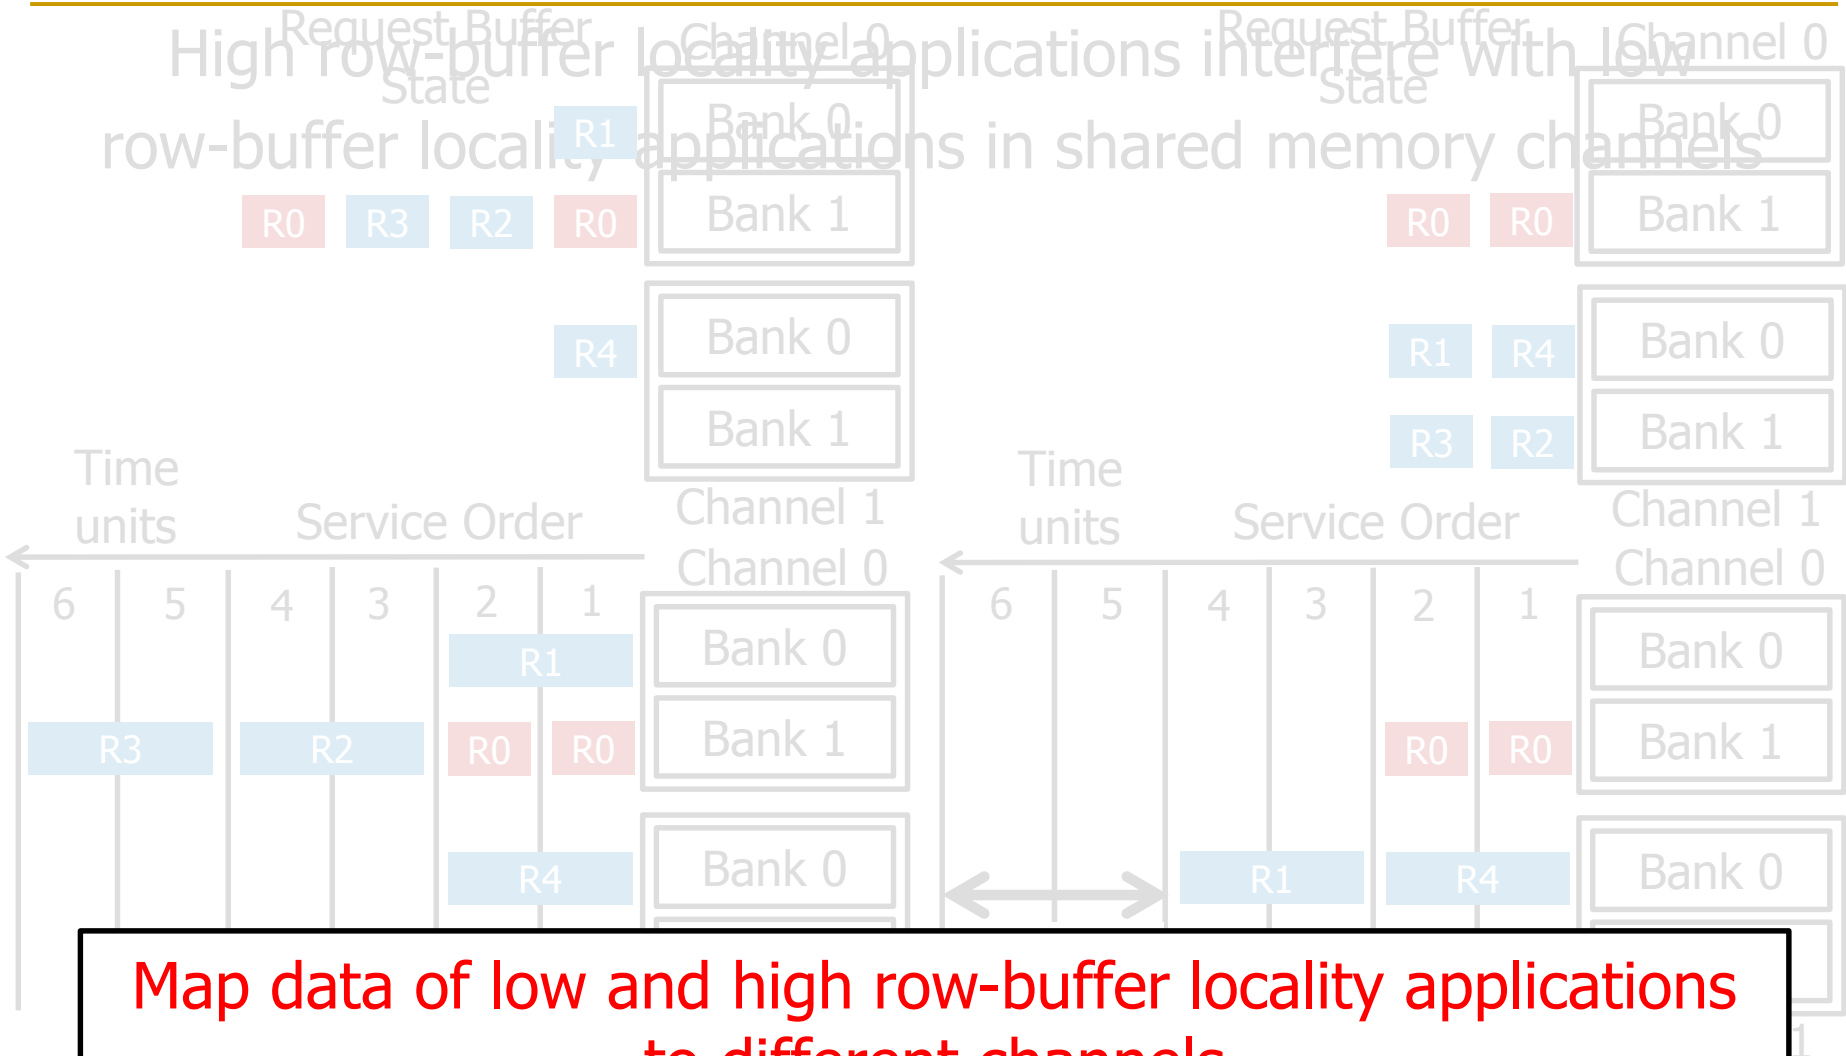 High row-buffer locality applications interfere with low
row-buffer locality applications in shared memory channels
Request Buffer
State
Channel 0
R1
Bank 0
R0 R3 R2 R0
Bank 1
R4
Bank 0
Bank 1
Channel 1
Time
units
Service Order
Channel 0
6 5 4 3 2 1
R1
Bank 0
R3 R2 R0 R0
Bank 1
R4
Bank 0
Request Buffer
State
Channel 0
Bank 0
R0 R0
Bank 1
R1 R4
Bank 0
R3 R2
Bank 1
Channel 1
Time
units
Service Order
Channel 0
6 5 4 3 2 1
Bank 0
R0 R0
Bank 1
R1 R4
Bank 0
1
Map data of low and high row-buffer locality applications
to different channels